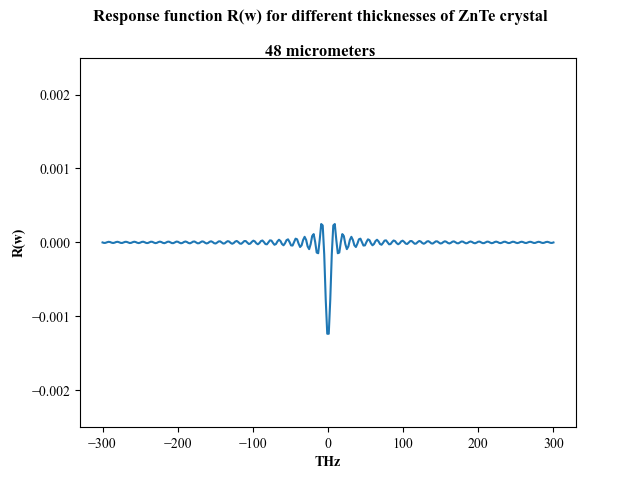 Response function R(w) for different thicknesses of ZnTe crystal
48 micrometers
0.002
0.001
0.000
−0.001
−0.002
R(w)
−300 −200 −100 0 100 200 300
THz